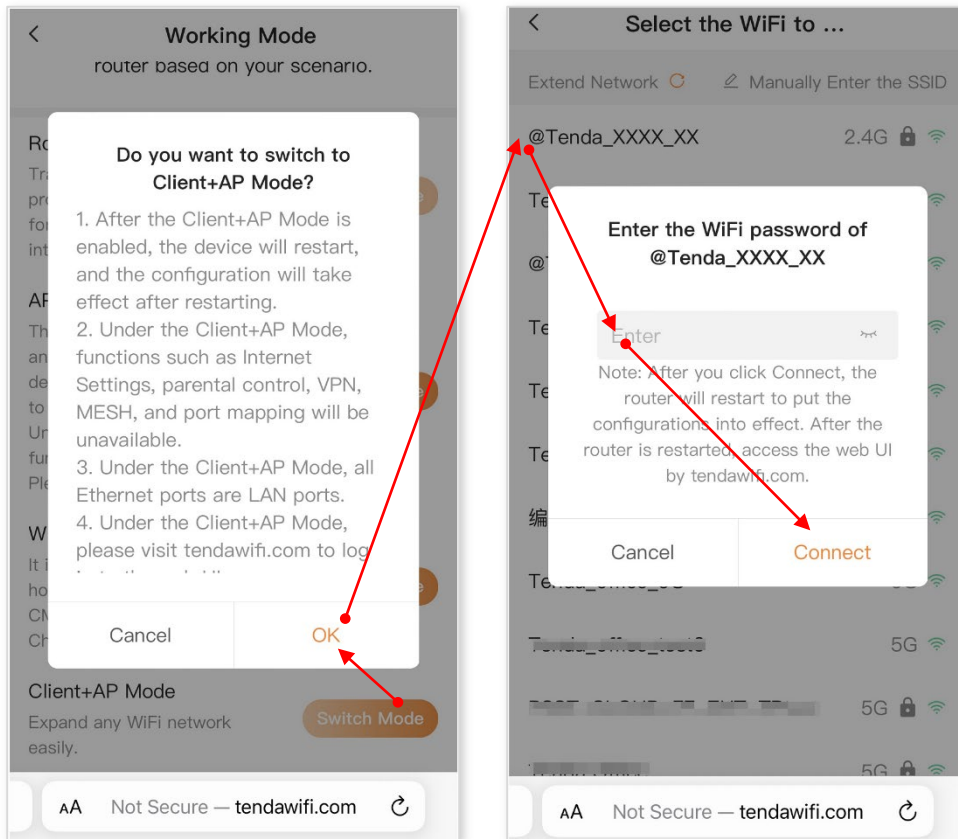 Working Mode
router based on your scenario.
Do you want to switch to
Client+AP Mode?
1. After the Client+AP Mode is
enabled, the device will restart,
and the configuration will take
effect after restarting.
2. Under the Client+AP Mode,
functions such as Internet
Settings, parental control, VPN,
MESH, and port mapping will be
unavailable.
3. Under the Client+AP Mode, all
Ethernet ports are LAN ports.
4. Under the Client+AP Mode,
please visit tendawifi.com to log
Cancel OK
Client+AP Mode
Expand any WiFi network
easily.
Switch Mode
AA Not Secure — tendawifi.com
Select the WiFi to ...
Extend Network Manually Enter the SSID
@Tenda_XXXX_XX 2.4G
Enter the WiFi password of
@Tenda_XXXX_XX
Enter
Note: After you click Connect, the
router will restart to put the
configurations into effect. After the
router is restarted, access the web UI
by tendawifi.com.
Cancel Connect
编
5G
5G
5G
AA Not Secure — tendawifi.com